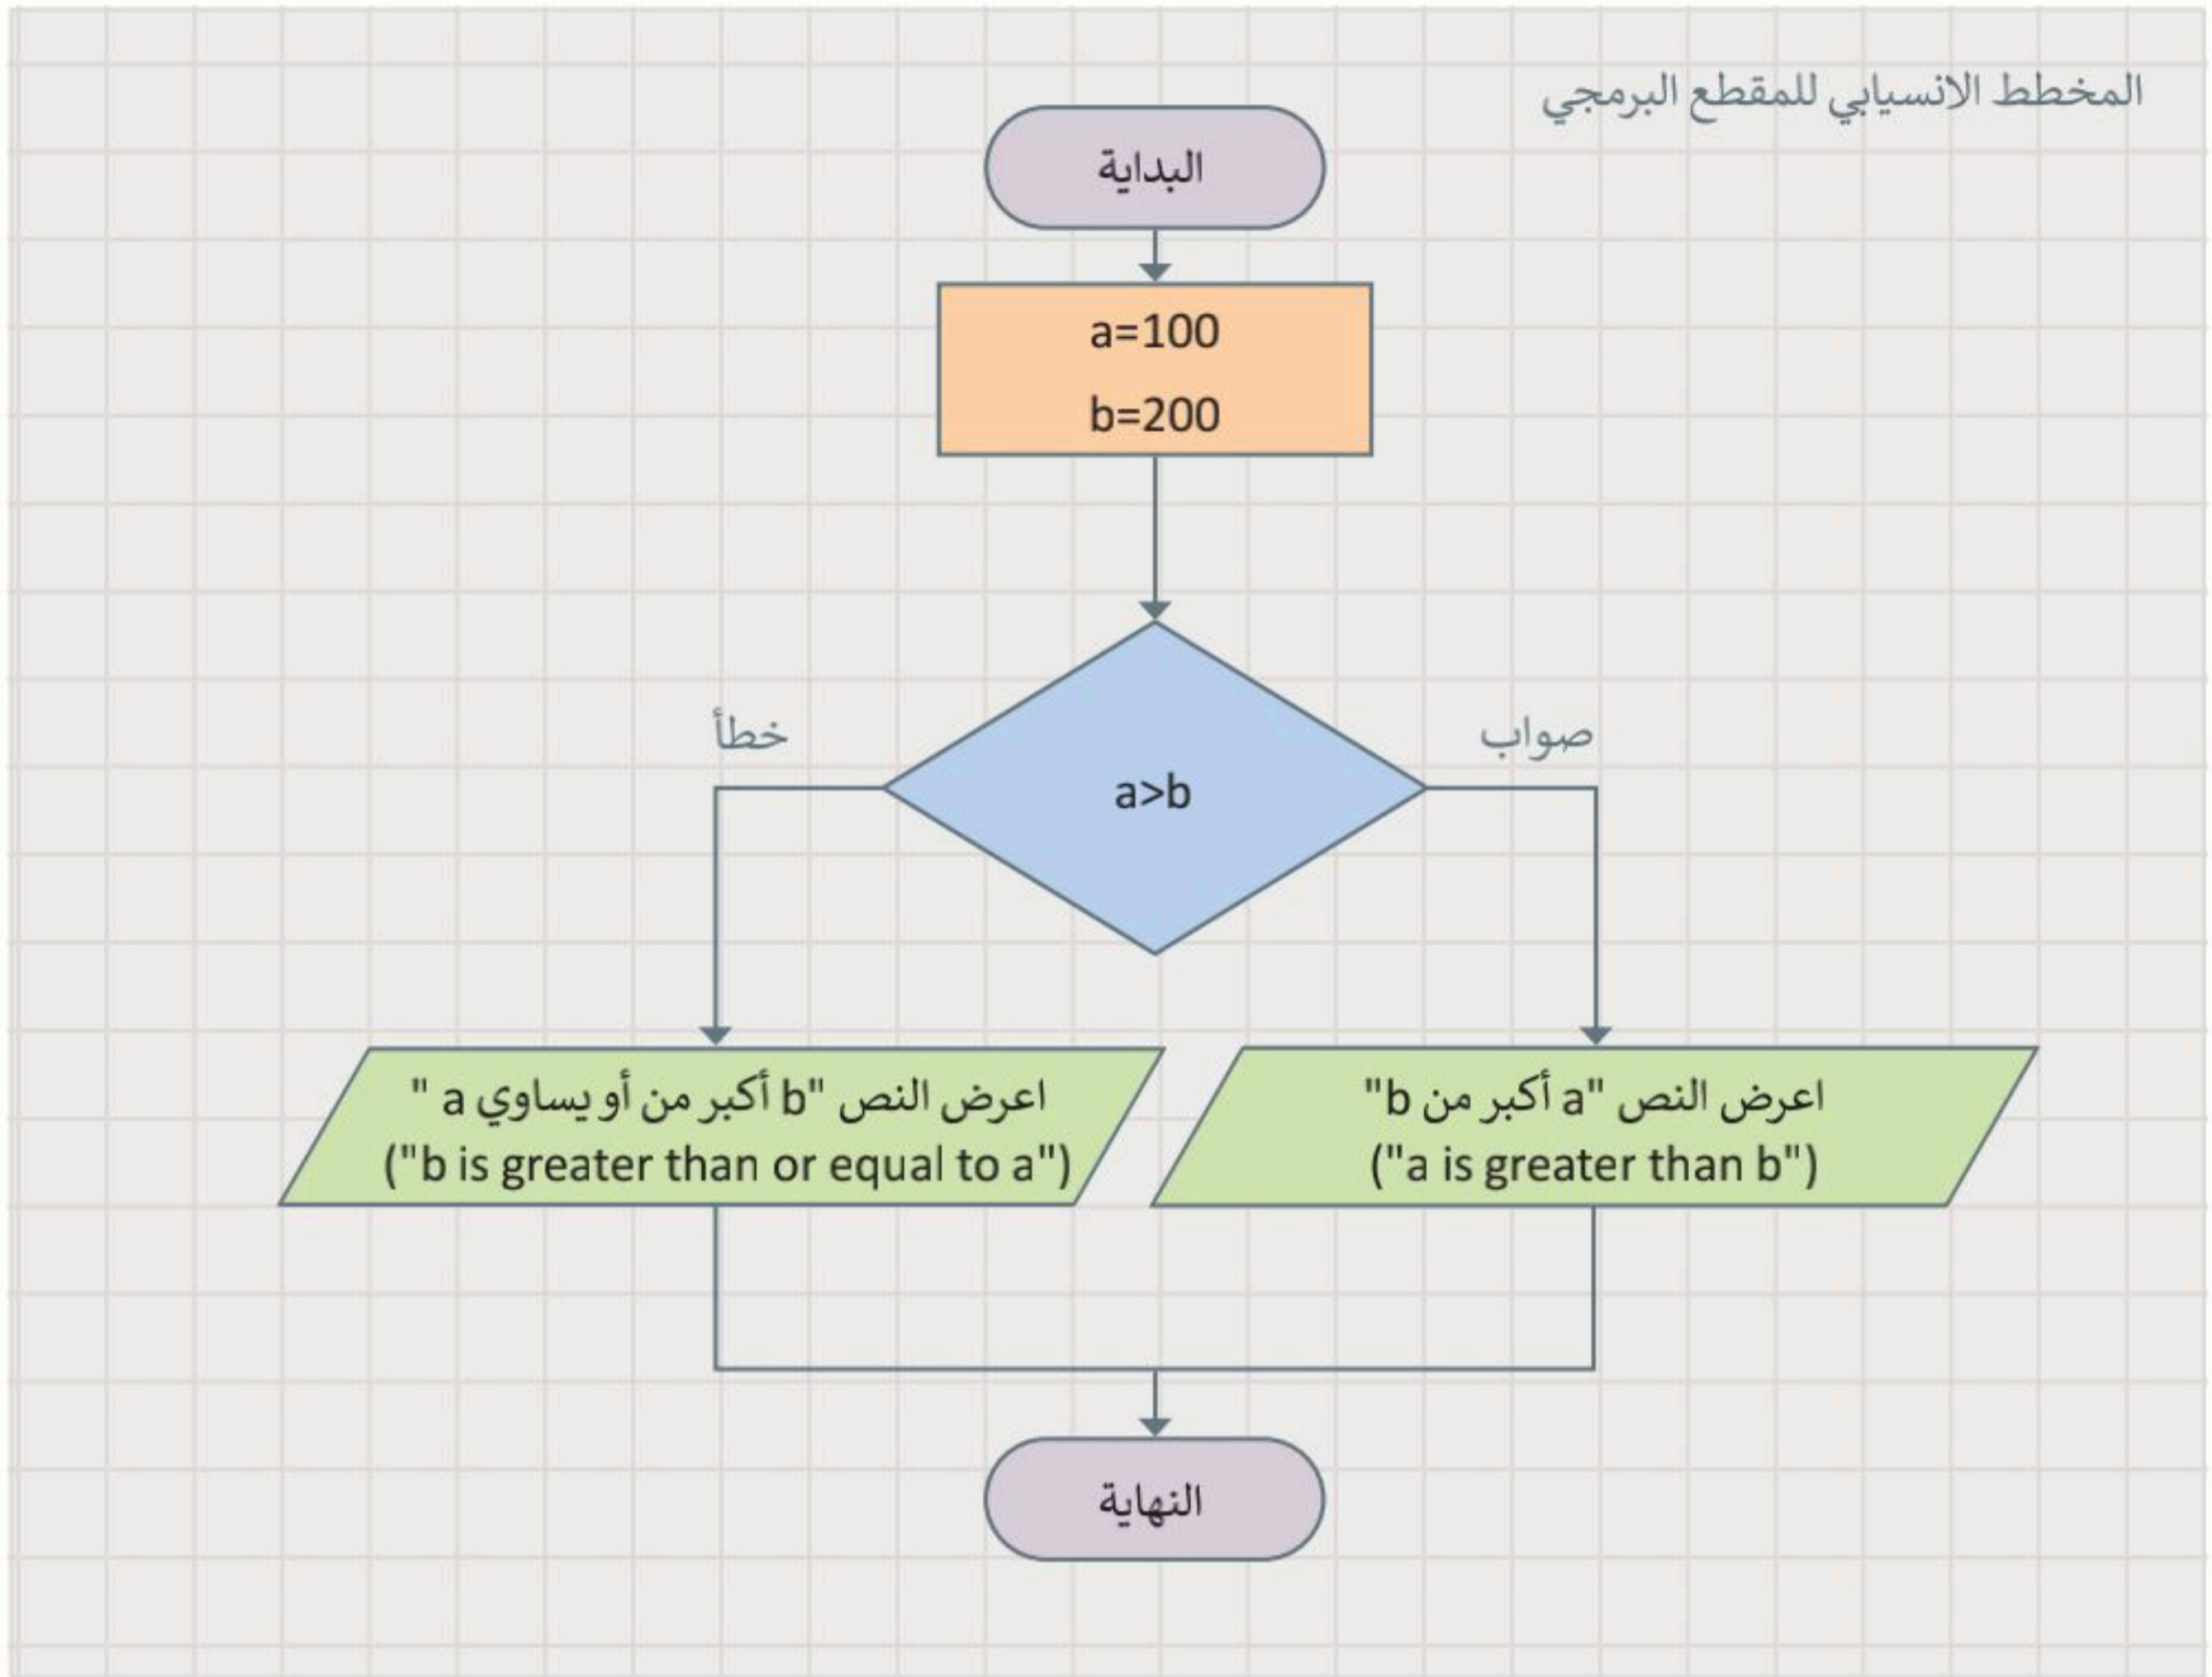 المخطط الانسيابي للمقطع البرمجي
البداية
a=100
b=200
a>b
صواب
خطأ
اعرض النص "a أكبر من b"
("a is greater than b")
اعرض النص "b أكبر من أو يساوي a "
("b is greater than or equal to a")
النهاية